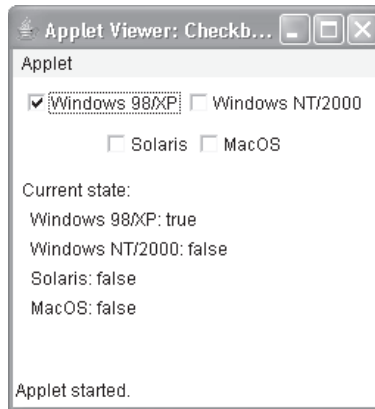 Applet Viewer: Checkb...
Applet
Windows 98/XP Windows NT/2000
Solaris MacOS
Current state:
Windows 98/XP: true
Windows NT/2000: false
Solaris: false
MacOS: false
Applet started.